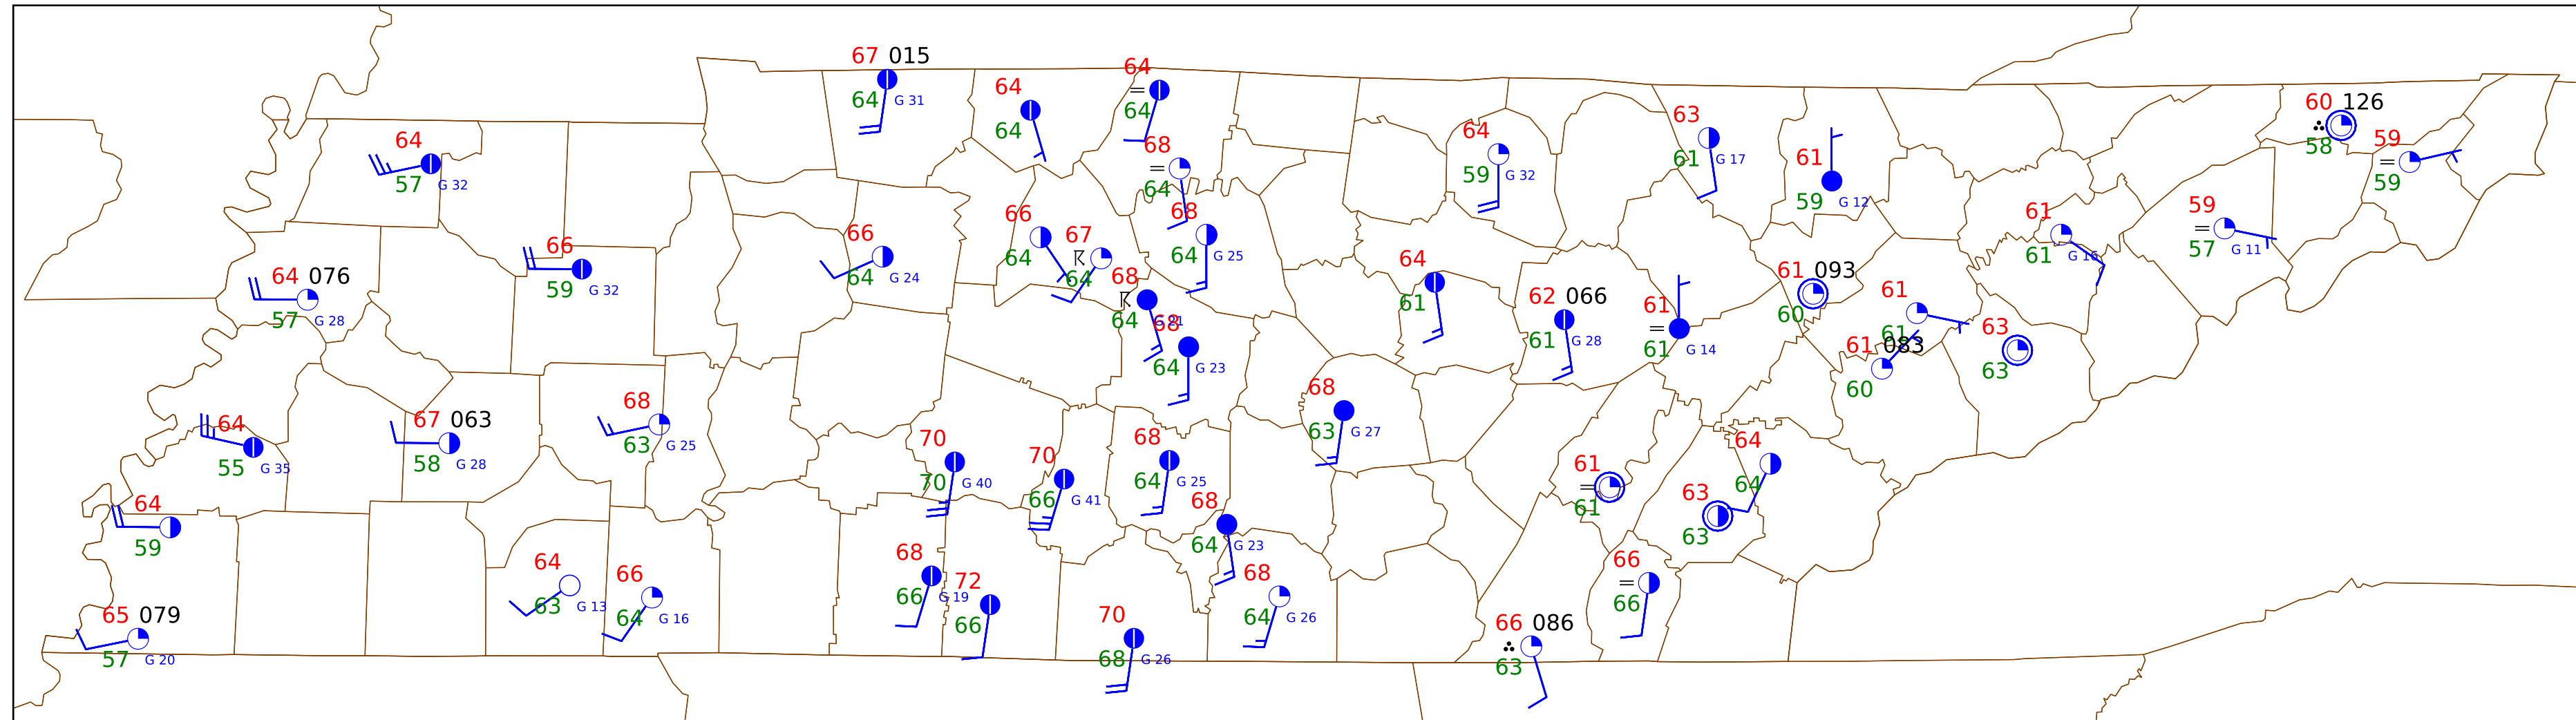 67 015
64 G 31
64
64
64
64
68
64
64
57 G 32
66
59 G 32
64 076
57 G 28
66
64 G 24
66
64
67
64
68
64 G 25
68
64 G 21
68
64 G 23
64
59 G 32
63
61 G 17
61
59 G 12
60 126
58
59
59
61
61 G 16
59
57 G 11
64
61
62 066
61 G 28
61
61 G 14
61 093
60
61
61
61 083
60
63
63
64
55 G 35
67 063
58 G 28
68
63 G 25
64
59
65 079
57 G 20
64
63 G 13
66
64 G 16
70
70 G 40
70
66 G 41
68
64 G 25
68
63 G 27
68
64 G 23
68
66 G 19
72
66
70
68 G 26
68
64 G 26
61
61
64
64
63
63
66
66
66 086
63